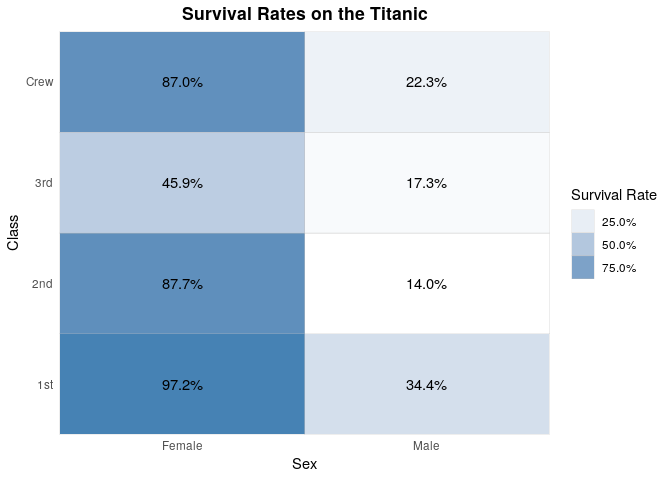 Survival Rates on the Titanic
Class
Crew
87.0%
22.3%
3rd
45.9%
17.3%
2nd
87.7%
14.0%
1st
97.2%
34.4%
Female
Male
Sex
Survival Rate
25.0%
50.0%
75.0%